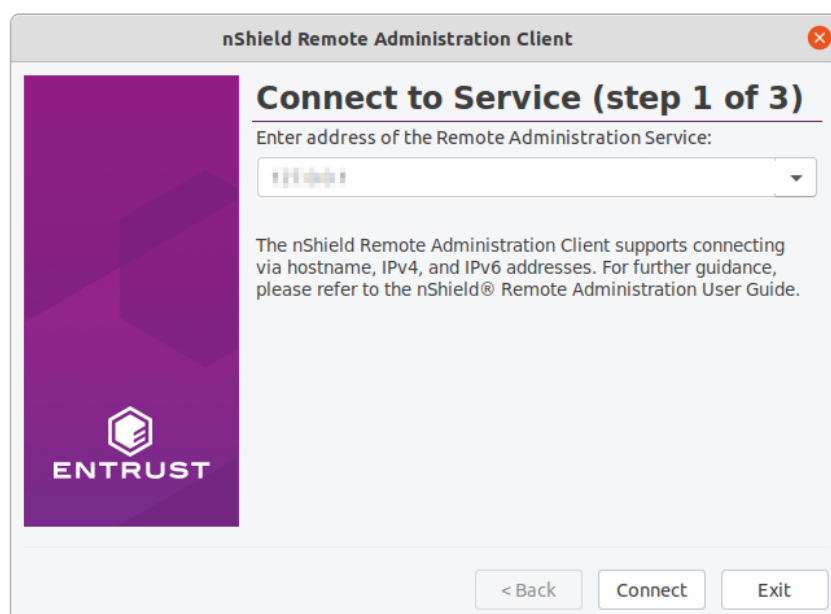 nShield Remote Administration Client
Connect to Service (step 1 of 3)
Enter address of the Remote Administration Service:
The nShield Remote Administration Client supports connecting
via hostname, IPv4, and IPv6 addresses. For further guidance,
please refer to the nShield® Remote Administration User Guide.
ENTRUST
< Back
Connect
Exit